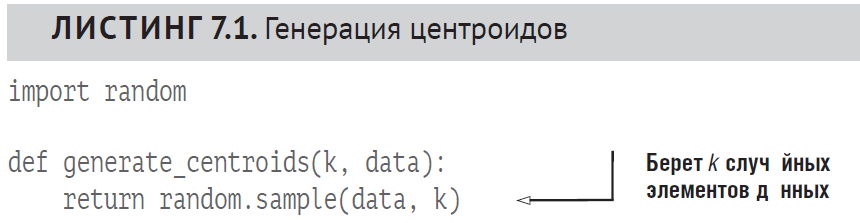 ЛИСТИНГ 7.1. Генерация центроидов
import random
def generate_centroids(k, data):
return random.sample(data, k)
Берет k случ йных
элементов д нных